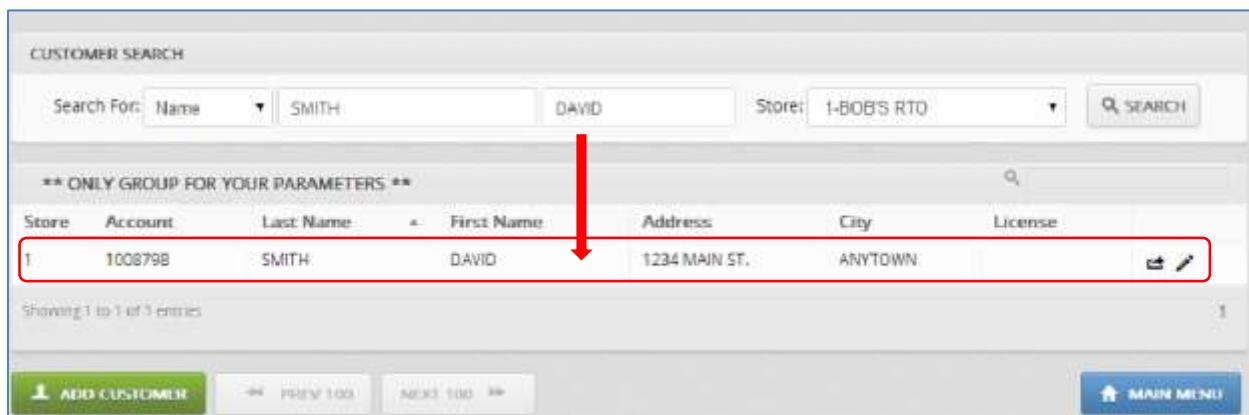 CUSTOMER SEARCH
Search For: Name SMITH DAVID Store: 1-BOB'S RTO SEARCH
** ONLY GROUP FOR YOUR PARAMETERS **
Store Account Last Name First Name Address City License
1 1008798 SMITH DAVID 1234 MAIN ST. ANYTOWN
Showing 1 to 1 of 1 entries 1
ADD CUSTOMER PREV 100 NEXT 100 MAIN MENU